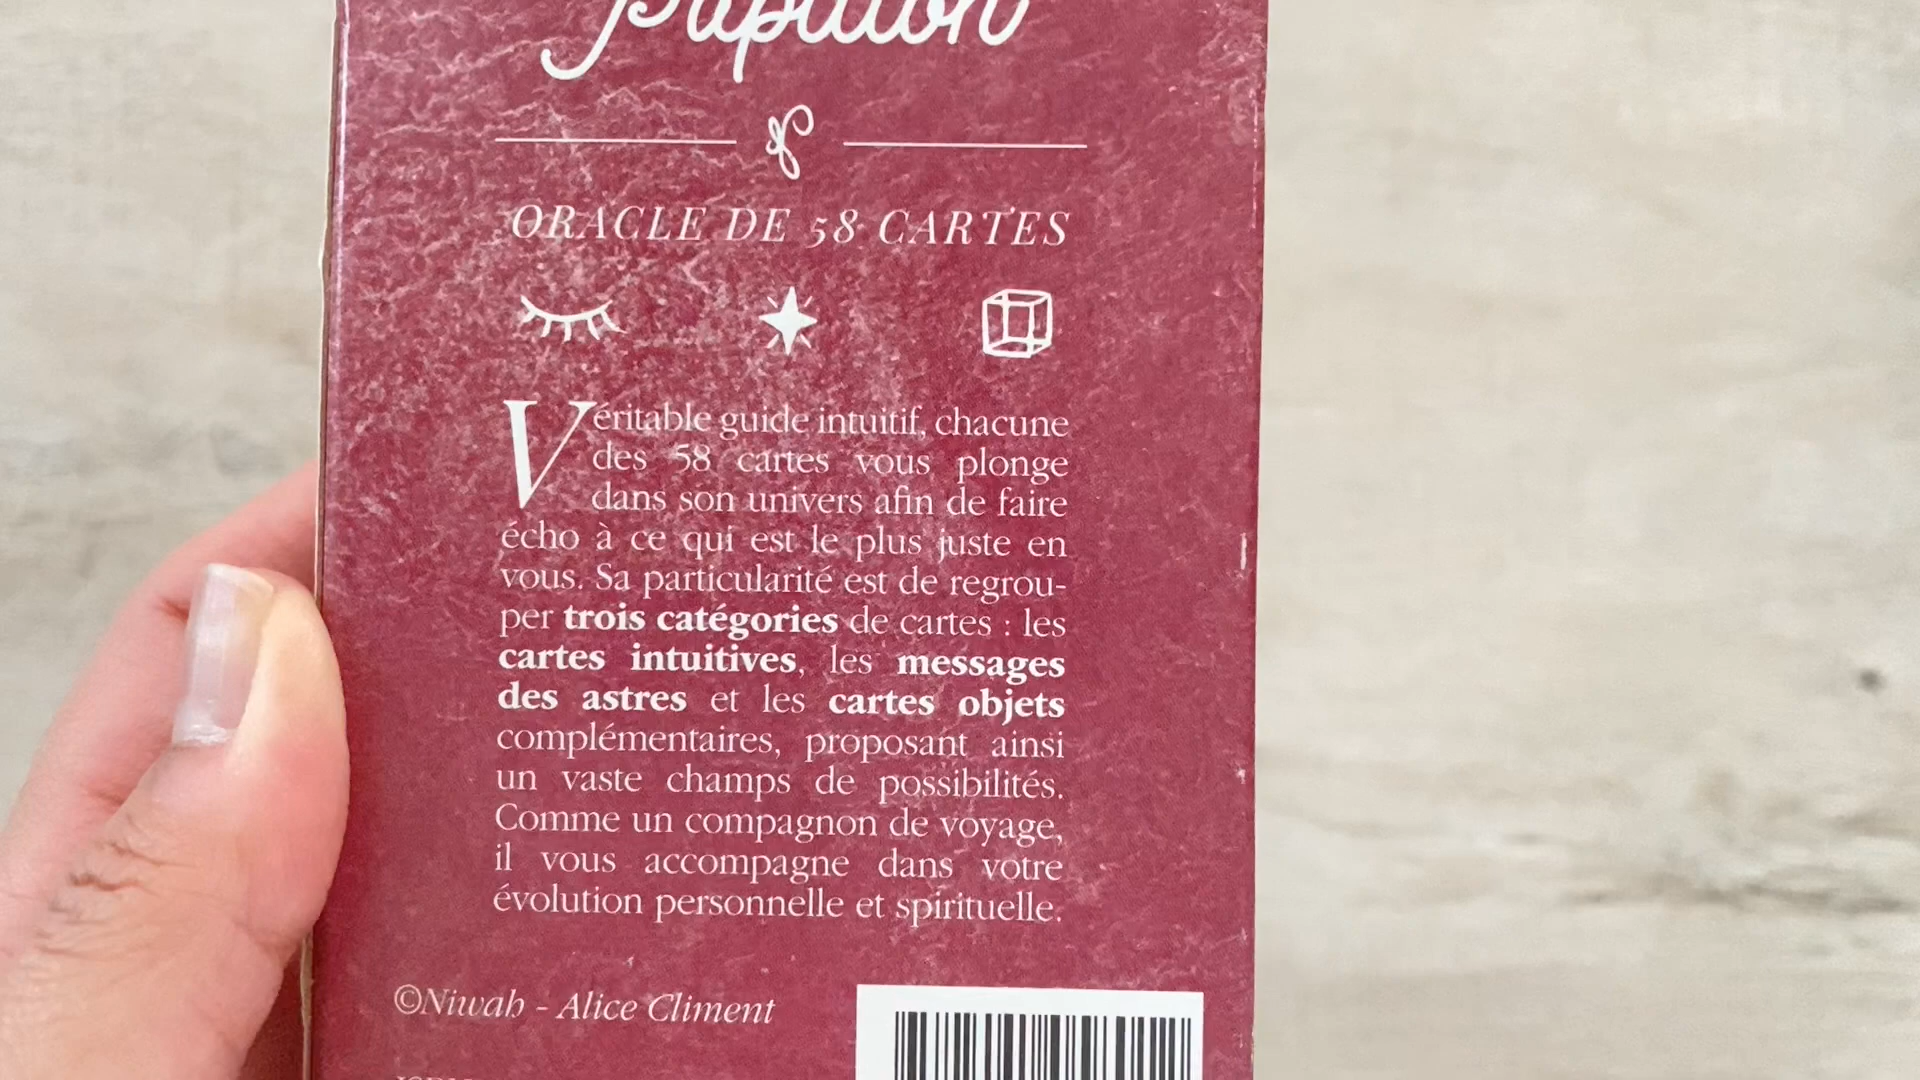 Papillon
ORACLE DE 58 CARTES
Véritable guide intuitif, chacune
des 58 cartes vous plonge
dans son univers afin de faire
écho à ce qui est le plus juste en
vous. Sa particularité est de regrou-
per trois catégories de cartes : les
cartes intuitives, les messages
des astres et les cartes objets
complémentaires, proposant ainsi
un vaste champs de possibilités.
Comme un compagnon de voyage,
il vous accompagne dans votre
évolution personnelle et spirituelle.
©Niwah - Alice Climent